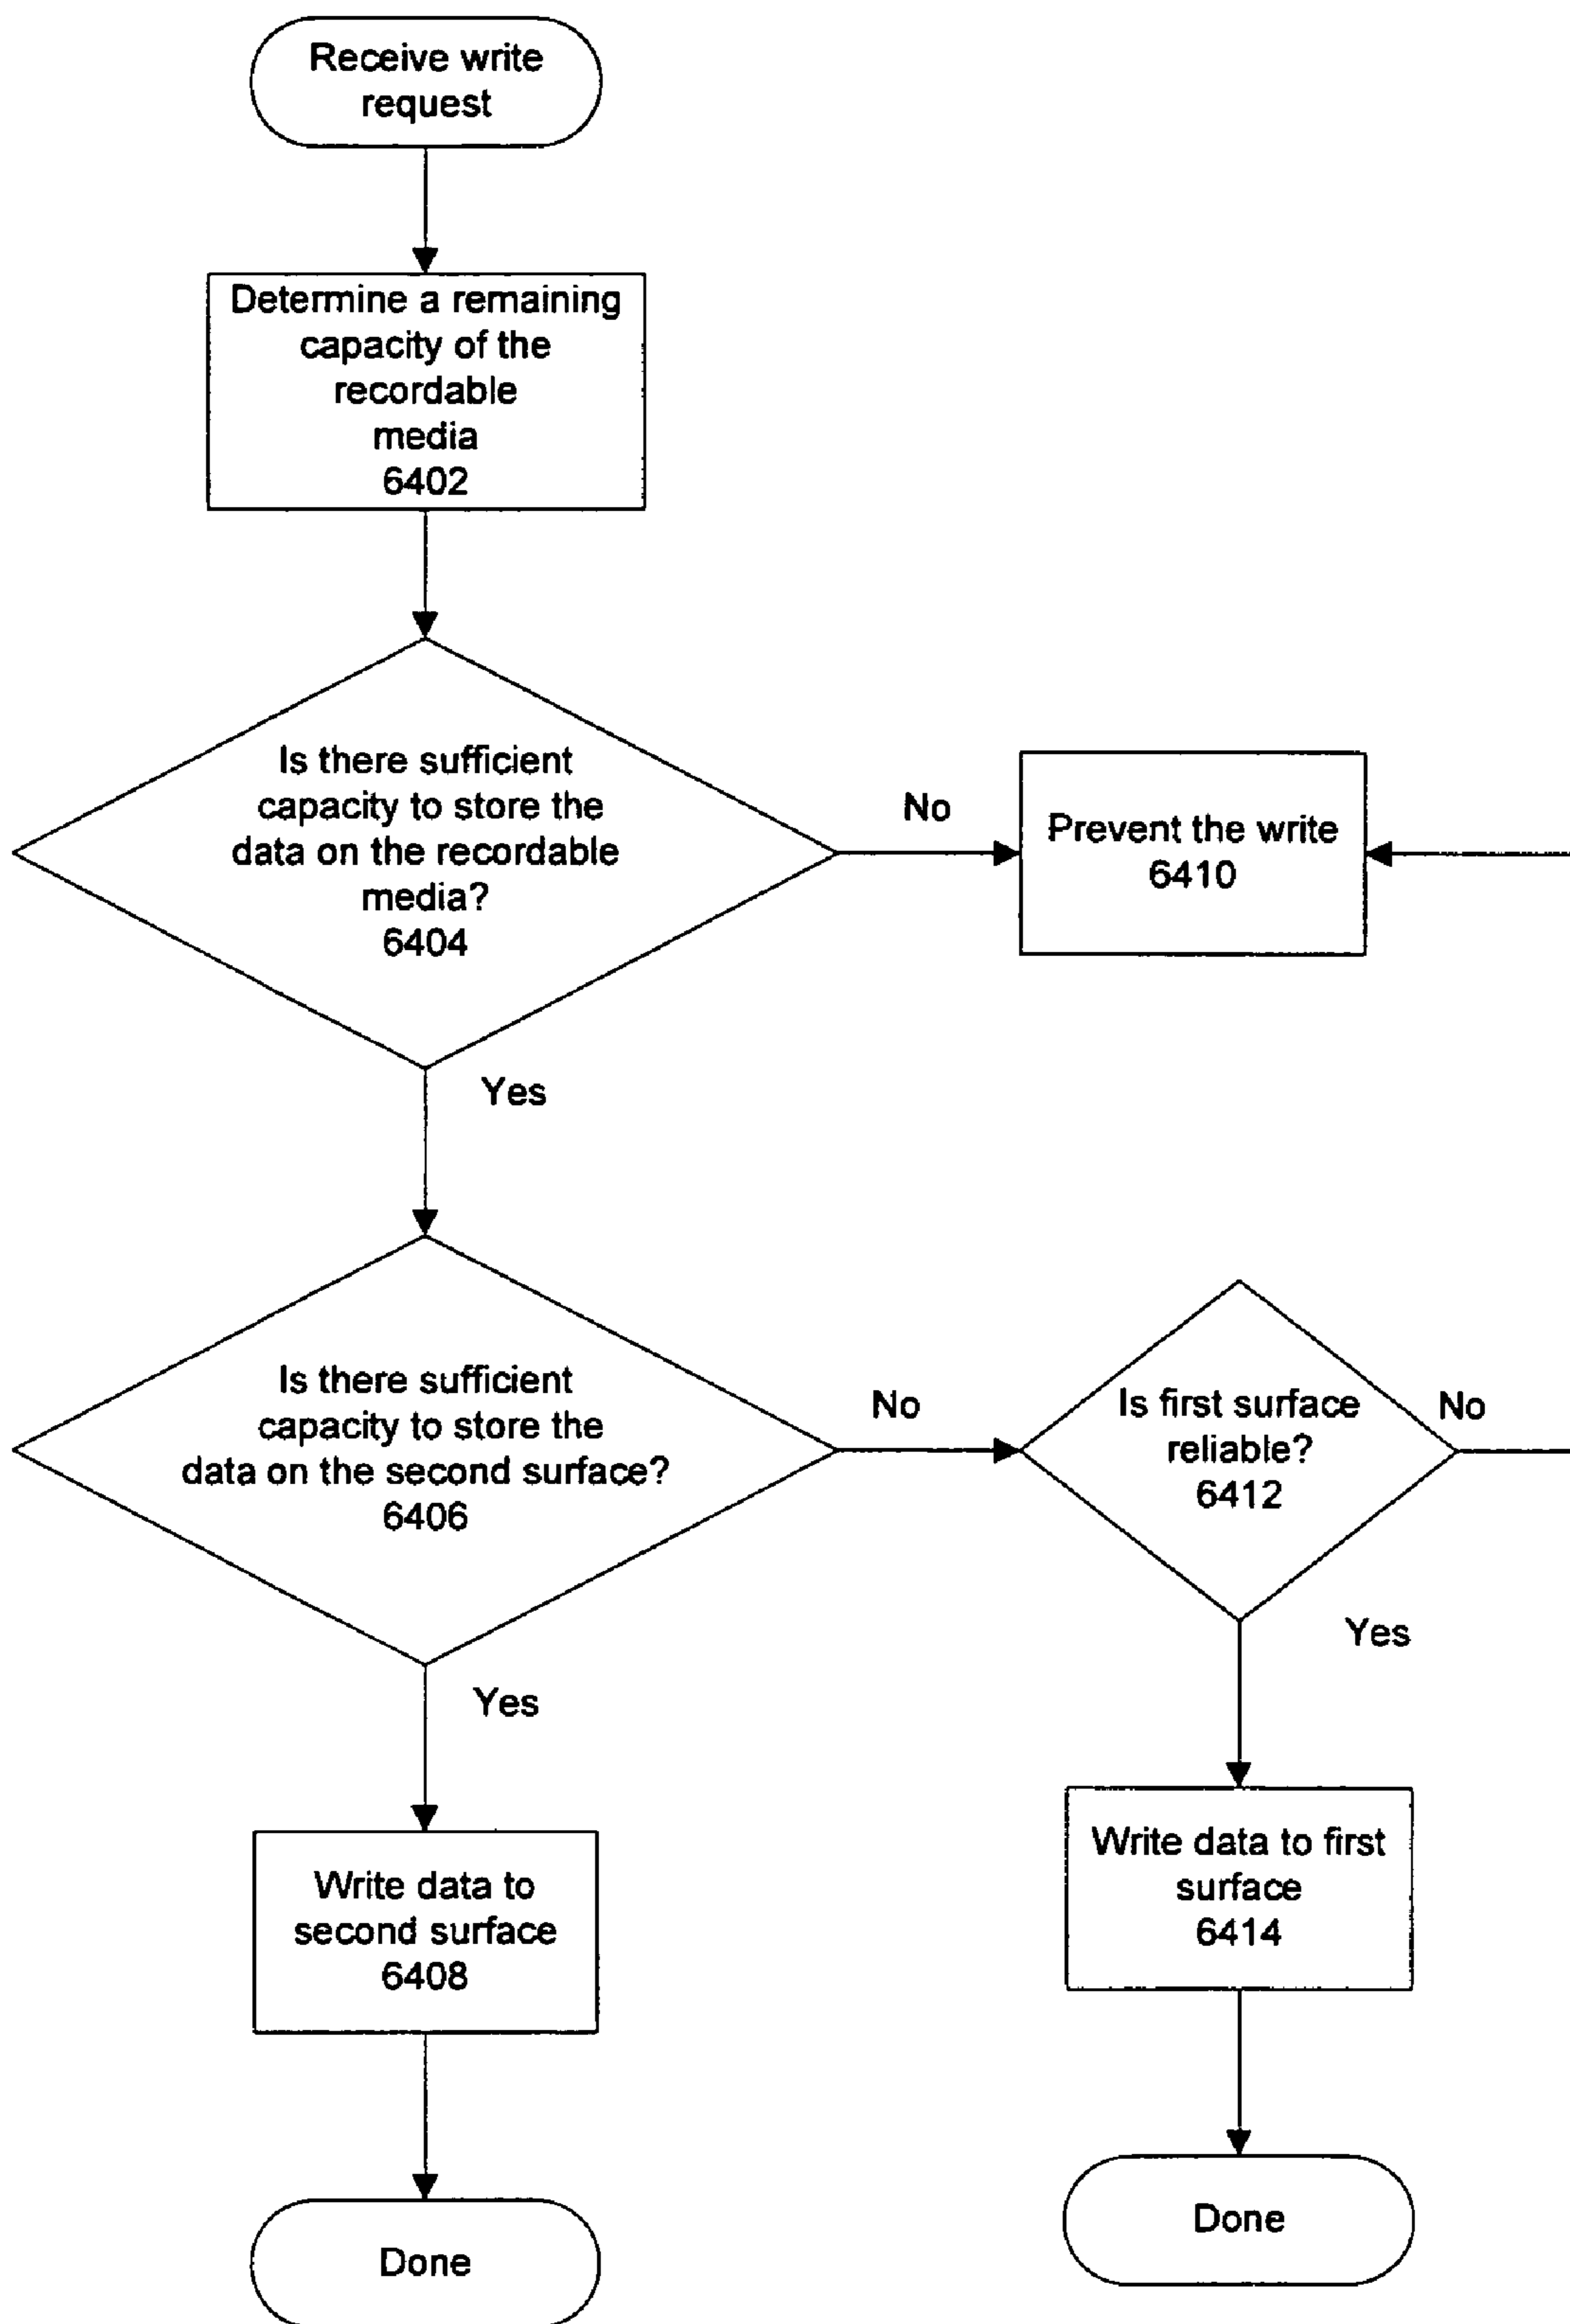 Receive write
request
Determine a remaining
capacity of the
recordable
media
6402
Is there sufficient
capacity to store the
data on the recordable
media?
6404
No
Prevent the write
6410
Yes
Is there sufficient
capacity to store the
data on the second surface?
6406
No
Is first surface
reliable?
6412
No
Yes
Yes
Write data to
second surface
6408
Write data to first
surface
6414
Done
Done